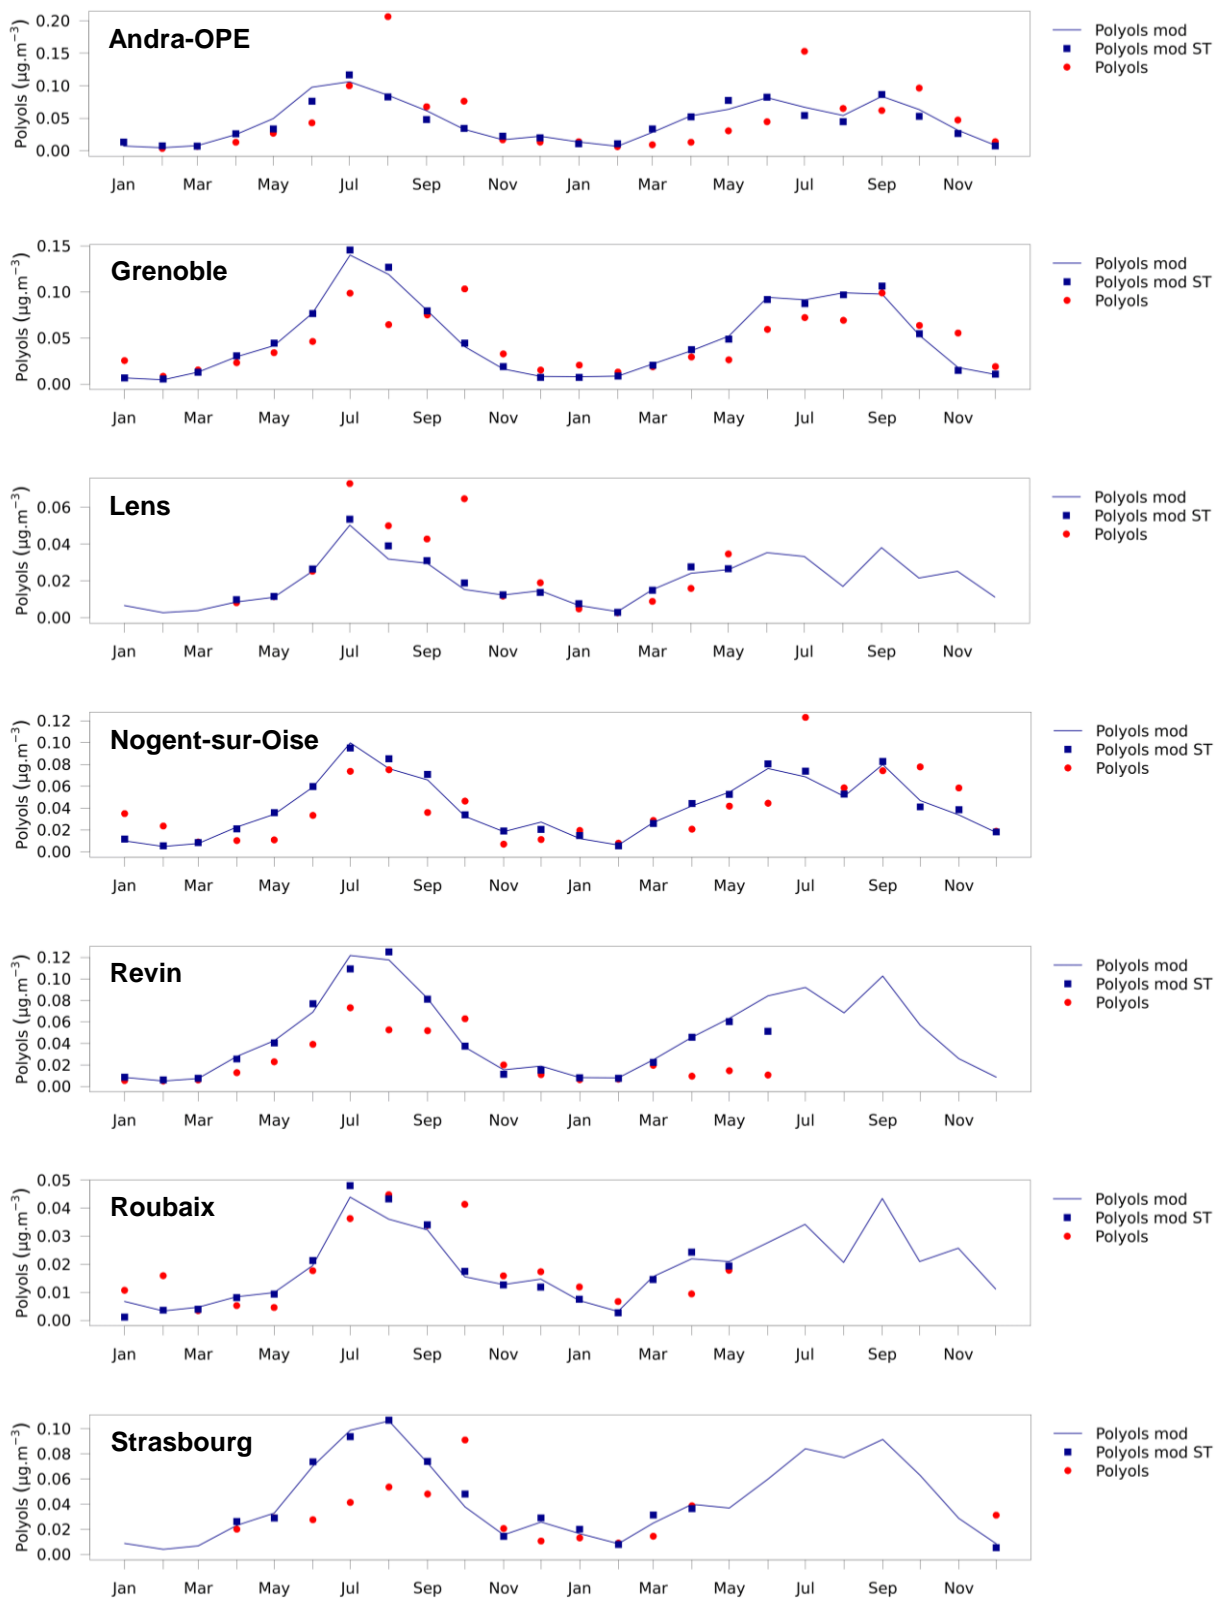 Andra-OPE
Polyols (µg.m⁻³)
0.20
0.15
0.10
0.05
0.00
Jan Mar May Jul Sep Nov Jan Mar May Jul Sep Nov
Polyols mod
Polyols mod ST
Polyols
Grenoble
Polyols (µg.m⁻³)
0.15
0.10
0.05
0.00
Jan Mar May Jul Sep Nov Jan Mar May Jul Sep Nov
Polyols mod
Polyols mod ST
Polyols
Lens
Polyols (µg.m⁻³)
0.06
0.04
0.02
0.00
Jan Mar May Jul Sep Nov Jan Mar May Jul Sep Nov
Polyols mod
Polyols mod ST
Polyols
Nogent-sur-Oise
Polyols (µg.m⁻³)
0.12
0.10
0.08
0.06
0.04
0.02
0.00
Jan Mar May Jul Sep Nov Jan Mar May Jul Sep Nov
Polyols mod
Polyols mod ST
Polyols
Revin
Polyols (µg.m⁻³)
0.12
0.10
0.08
0.06
0.04
0.02
0.00
Jan Mar May Jul Sep Nov Jan Mar May Jul Sep Nov
Polyols mod
Polyols mod ST
Polyols
Roubaix
Polyols (µg.m⁻³)
0.05
0.04
0.03
0.02
0.01
0.00
Jan Mar May Jul Sep Nov Jan Mar May Jul Sep Nov
Polyols mod
Polyols mod ST
Polyols
Strasbourg
Polyols (µg.m⁻³)
0.10
0.08
0.06
0.04
0.02
0.00
Jan Mar May Jul Sep Nov Jan Mar May Jul Sep Nov
Polyols mod
Polyols mod ST
Polyols